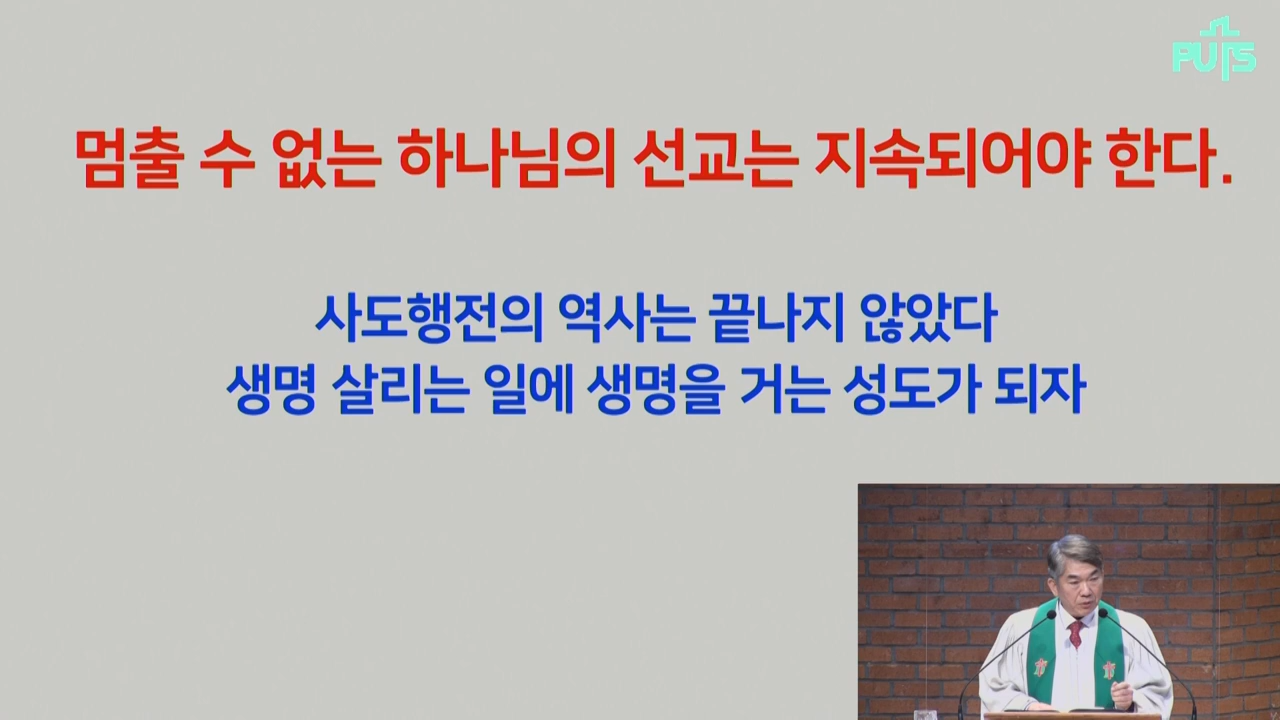 PUTS
멈출 수 없는 하나님의 선교는 지속되어야 한다.
사도행전의 역사는 끝나지 않았다
생명 살리는 일에 생명을 거는 성도가 되자